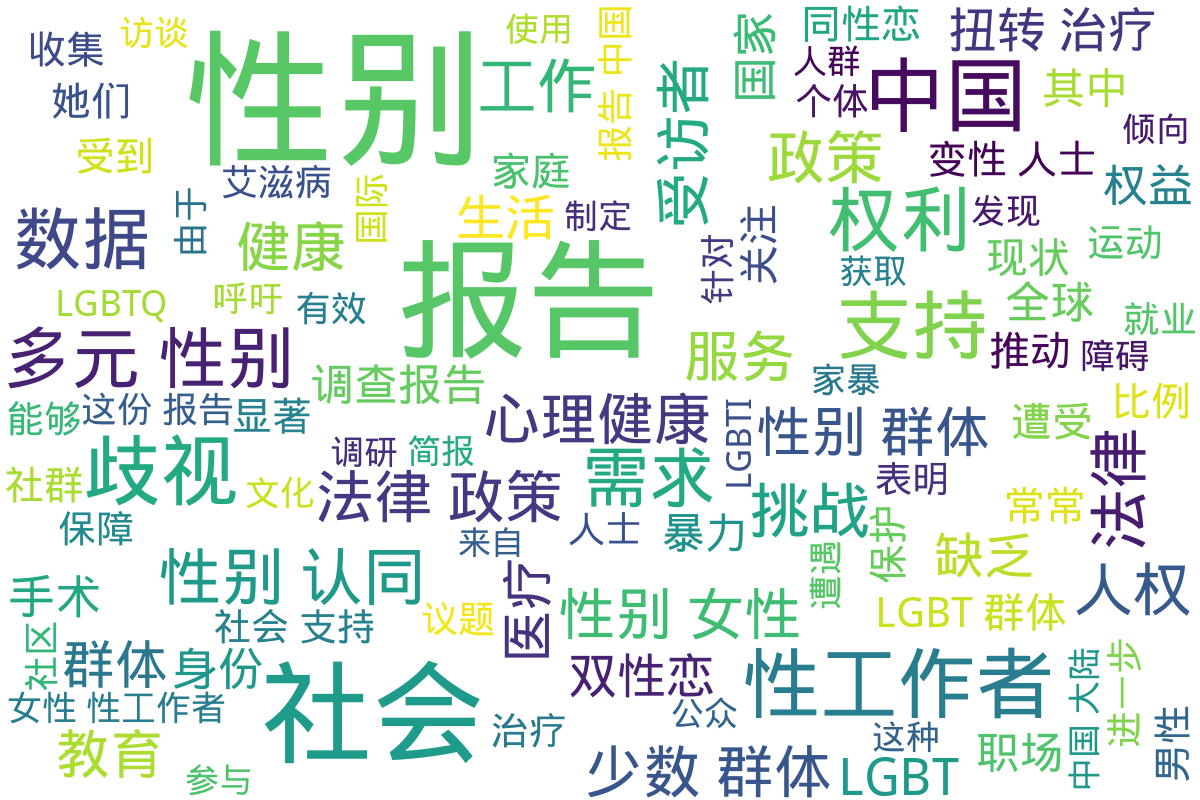 访谈
使用
中国
国家
同性恋
扭转 治疗
收集
性别
工作
报告
受访者
人群
中国
其中
她们
个体
倾向
受到
家庭
政策
变性 人士
权益
艾滋病
国际
生活
制定
权利
发现
由于
数据
健康
关注
针对
现状
运动
获取
LGBTQ
呼吁
有效
报告
支持
全球
就业
多元 性别
服务
推动
障碍
调查报告
家暴
比例
能够
这份 报告
显著
心理健康
LGBTI
性别 群体
遭受
法律
歧视
调研
简报
需求
表明
社群
文化
法律 政策
挑战
常常
保障
来自
人士
暴力
保护
缺乏
性别 认同
医疗
遭遇
手术
性别 女性
LGBT 群体
人权
社会 支持
议题
社区
群体
身份
社会
双性恋
性工作者
中国 大陆
进一步
女性 性工作者
治疗
公众
这种
男性
教育
参与
少数 群体
LGBT
职场